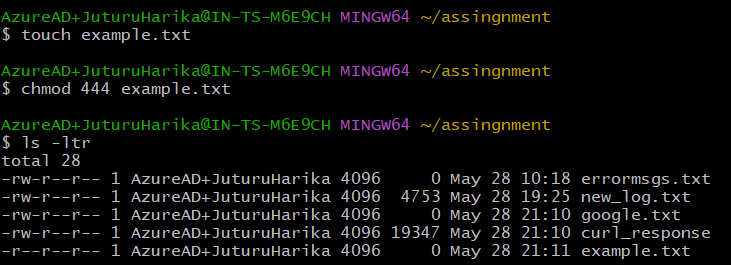 AzureAD+JuturuHarika@IN-TS-M6E9CH MINGW64 ~/assingnment
$ touch example.txt
AzureAD+JuturuHarika@IN-TS-M6E9CH MINGW64 ~/assingnment
$ chmod 444 example.txt
AzureAD+JuturuHarika@IN-TS-M6E9CH MINGW64 ~/assingnment
$ ls -ltr
total 28
-rw-r--r-- 1 AzureAD+JuturuHarika 4096     0 May 28 10:18 errormsgs.txt
-rw-r--r-- 1 AzureAD+JuturuHarika 4096  4753 May 28 19:25 new_log.txt
-rw-r--r-- 1 AzureAD+JuturuHarika 4096     0 May 28 21:10 google.txt
-rw-r--r-- 1 AzureAD+JuturuHarika 4096 19347 May 28 21:10 curl_response
-r--r--r-- 1 AzureAD+JuturuHarika 4096     0 May 28 21:11 example.txt